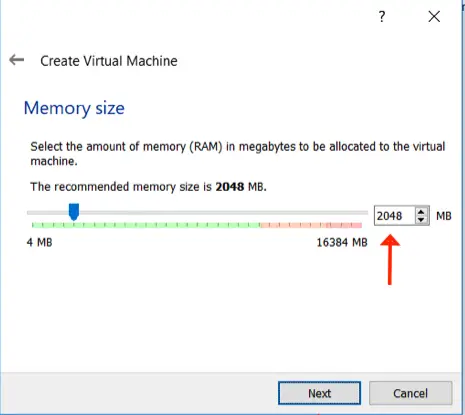 ?
Create Virtual Machine
Memory size
Select the amount of memory (RAM) in megabytes to be allocated to the virtual
machine.
The recommended memory size is 2048 MB.
2048 MB
4 MB 16384 MB
Next Cancel